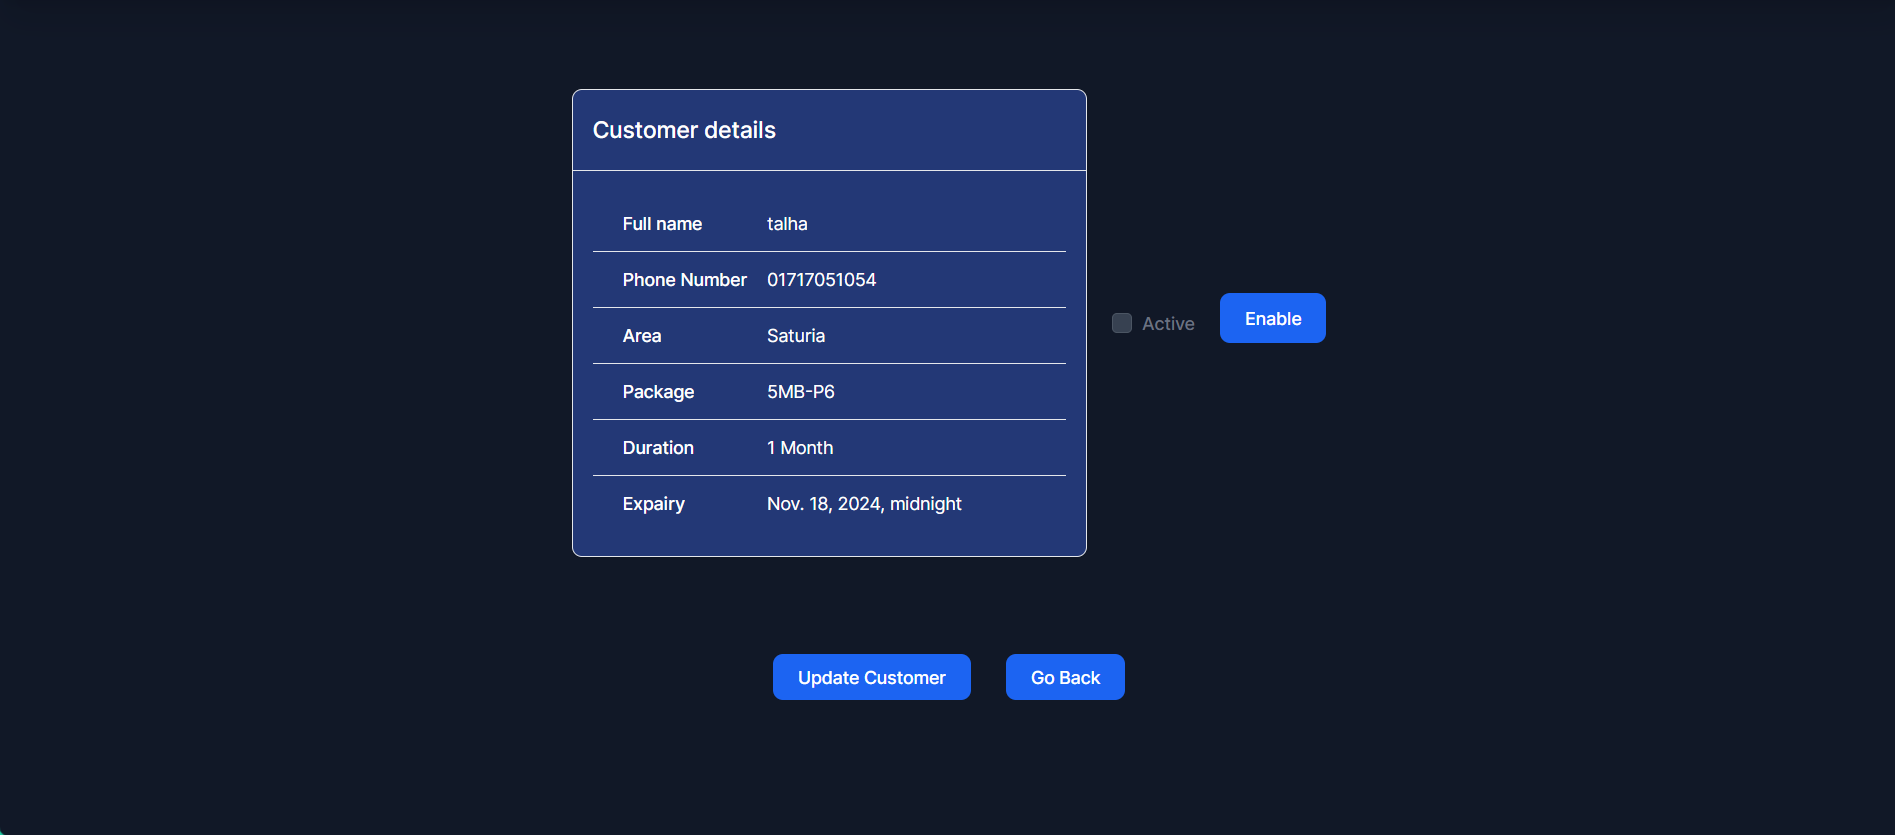 Customer details
Full name talha
Phone Number 01717051054
Area Saturia
Active Enable
Package 5MB-P6
Duration 1 Month
Expairy Nov. 18, 2024, midnight
Update Customer Go Back